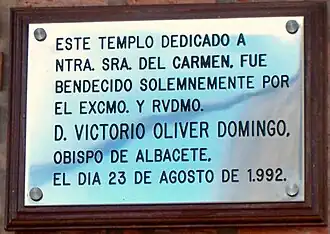 ESTE TEMPLO DEDICADO A
NTRA. SRA. DEL CARMEN, FUE
BENDECIDO SOLEMNEMENTE POR
EL EXCMO. Y RVDMO.
D. VICTORIO OLIVER DOMINGO,
OBISPO DE ALBACETE,
EL DIA 23 DE AGOSTO DE 1.992.